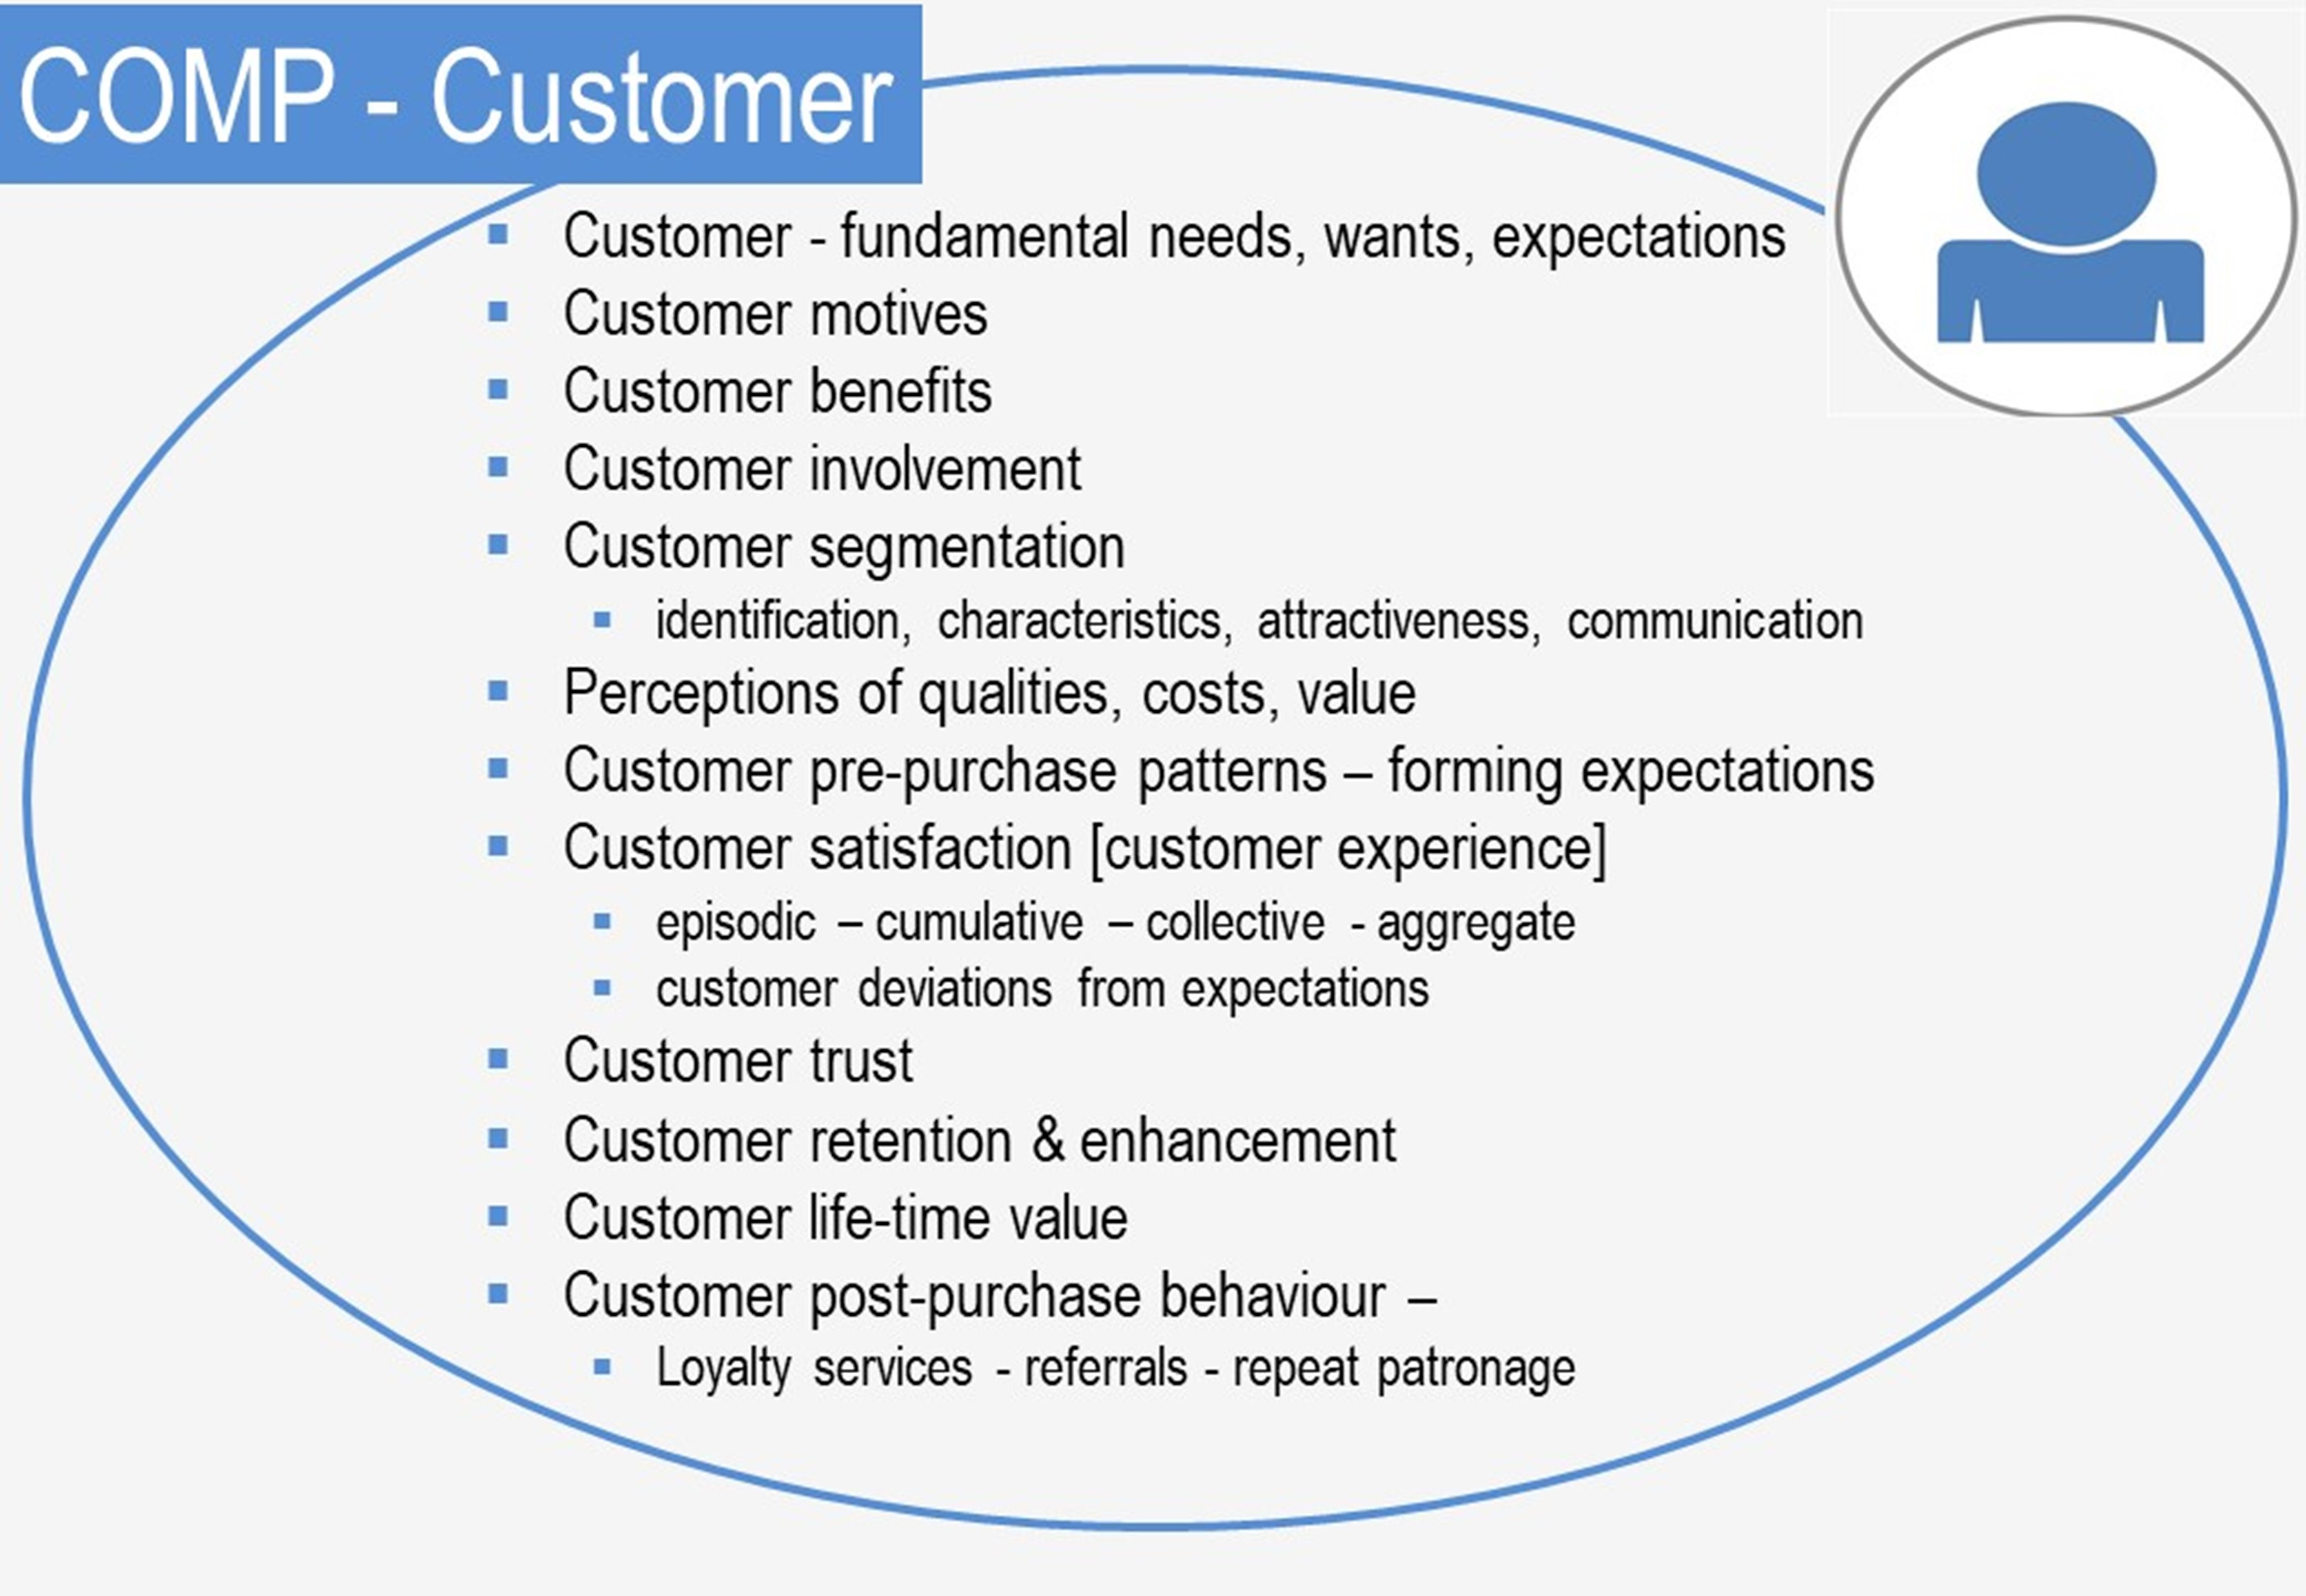 COMP - Customer
Customer - fundamental needs, wants, expectations
Customer motives
Customer benefits
Customer involvement
Customer segmentation
identification, characteristics, attractiveness, communication
Perceptions of qualities, costs, value
Customer pre-purchase patterns – forming expectations
Customer satisfaction [customer experience]
episodic – cumulative – collective - aggregate
customer deviations from expectations
Customer trust
Customer retention & enhancement
Customer life-time value
Customer post-purchase behaviour –
Loyalty services - referrals - repeat patronage